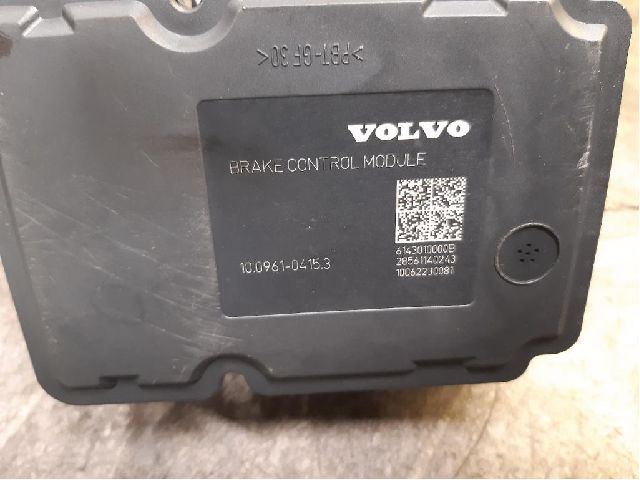 >PBT-GF30<
VOLVO
BRAKE CONTROL MODULE
6143010000B
28561140243
10.0961-0415.3
10062230081